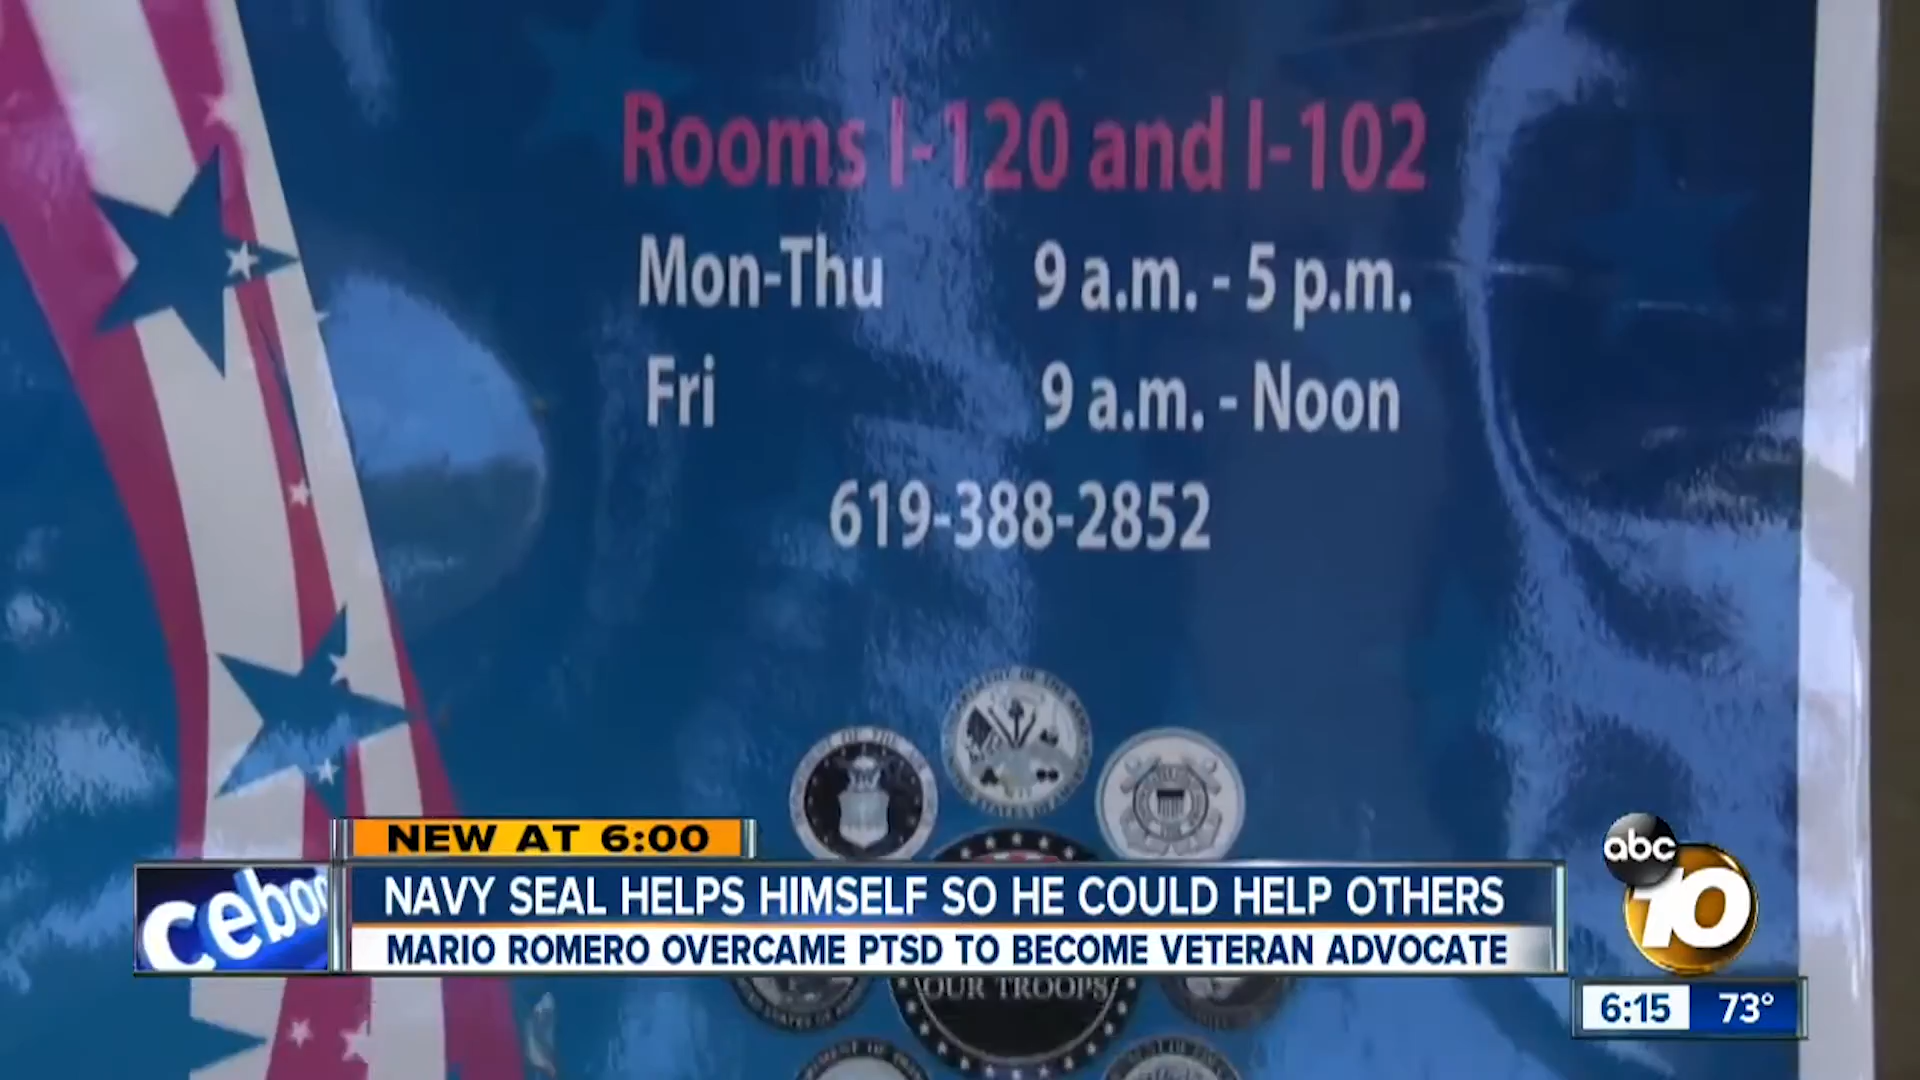 Rooms I-120 and I-102
Mon-Thu 9 a.m. - 5 p.m.
Fri 9 a.m. - Noon
619-388-2852
NEW AT 6:00
NAVY SEAL HELPS HIMSELF SO HE COULD HELP OTHERS
MARIO ROMERO OVERCAME PTSD TO BECOME VETERAN ADVOCATE
OUR TROOPS
abc
10
6:15 73°